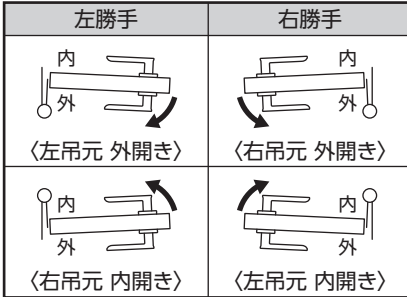 左勝手 右勝手
内 内
外 外
〈左吊元 外開き〉 〈右吊元 外開き〉
内 内
外 外
〈右吊元 内開き〉 〈左吊元 内開き〉